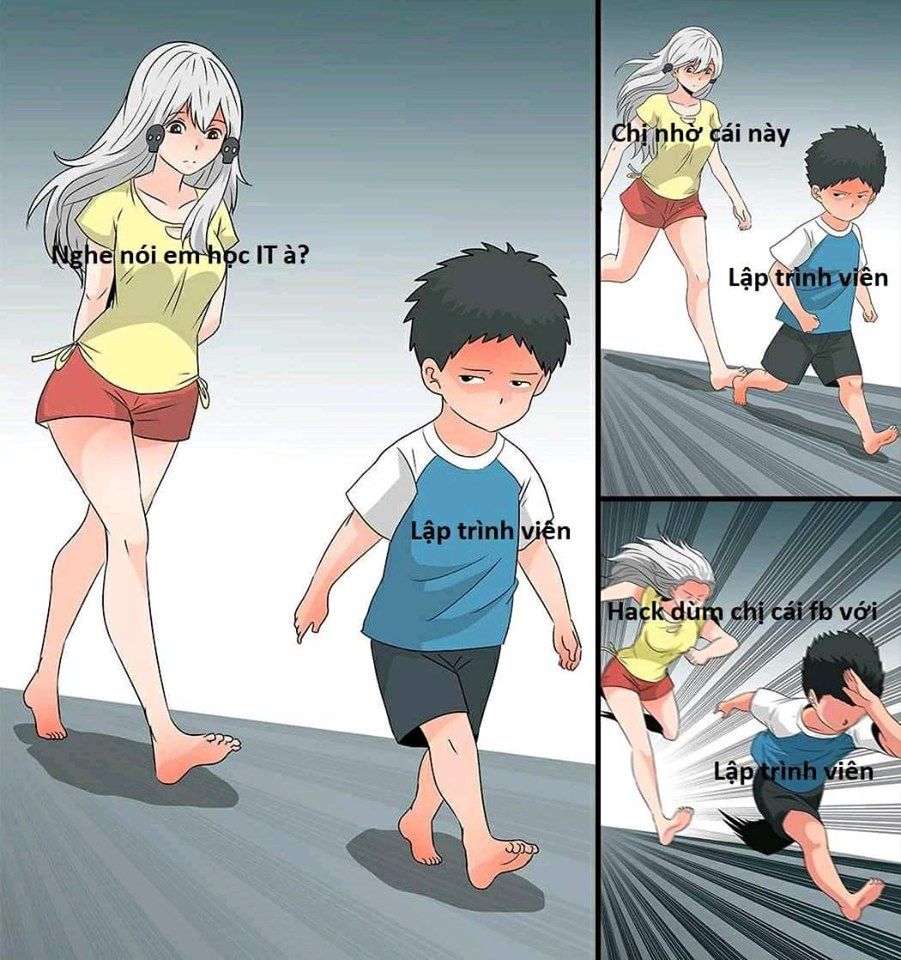 Nghe nói em học IT à?
Lập trình viên
Chị nhờ cái này
Lập trình viên
Hack dùm chị cái fb với
Lập trình viên